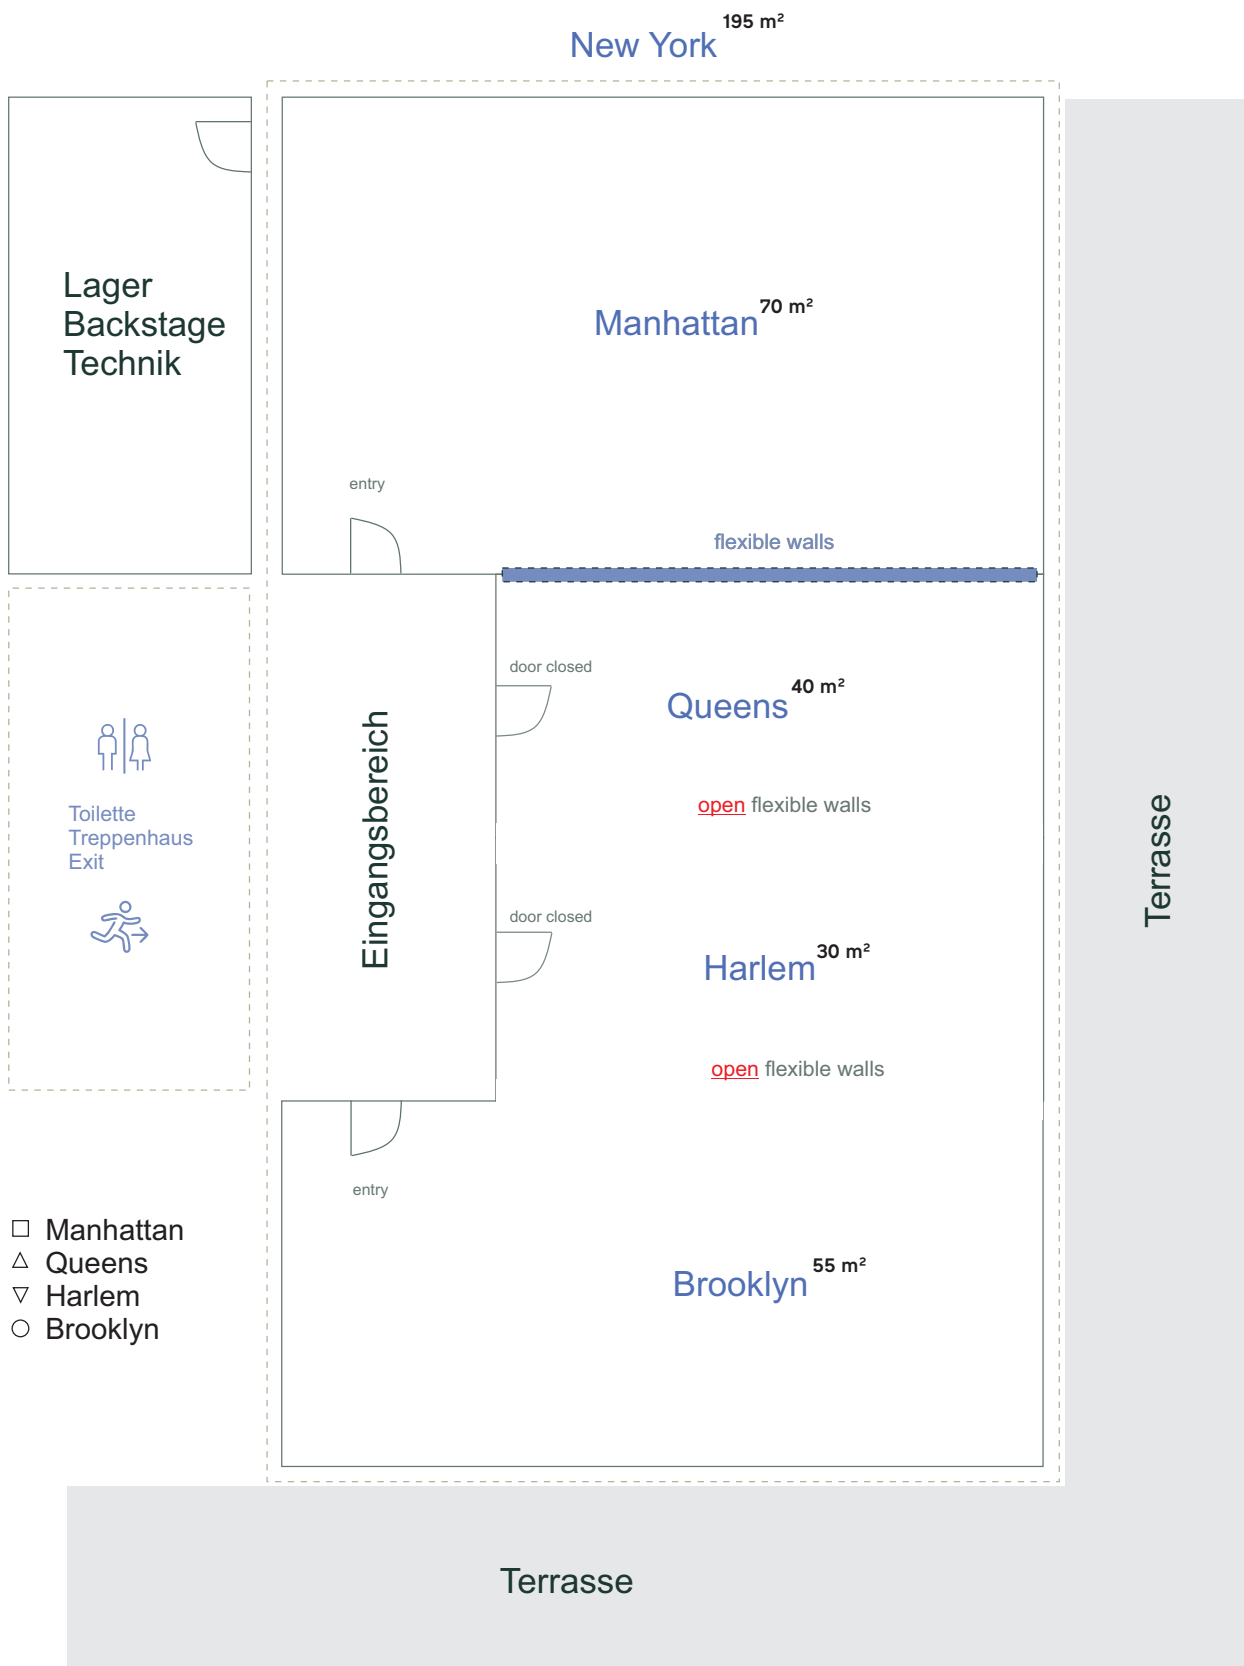 New York 195 m²
Lager
Backstage
Technik
Manhattan 70 m²
entry
flexible walls
door closed
Queens 40 m²
Toilette
Treppenhaus
Exit
Eingangsbereich
open flexible walls
door closed
Harlem 30 m²
open flexible walls
Terrasse
entry
Manhattan
Queens
Harlem
Brooklyn
Brooklyn 55 m²
Terrasse